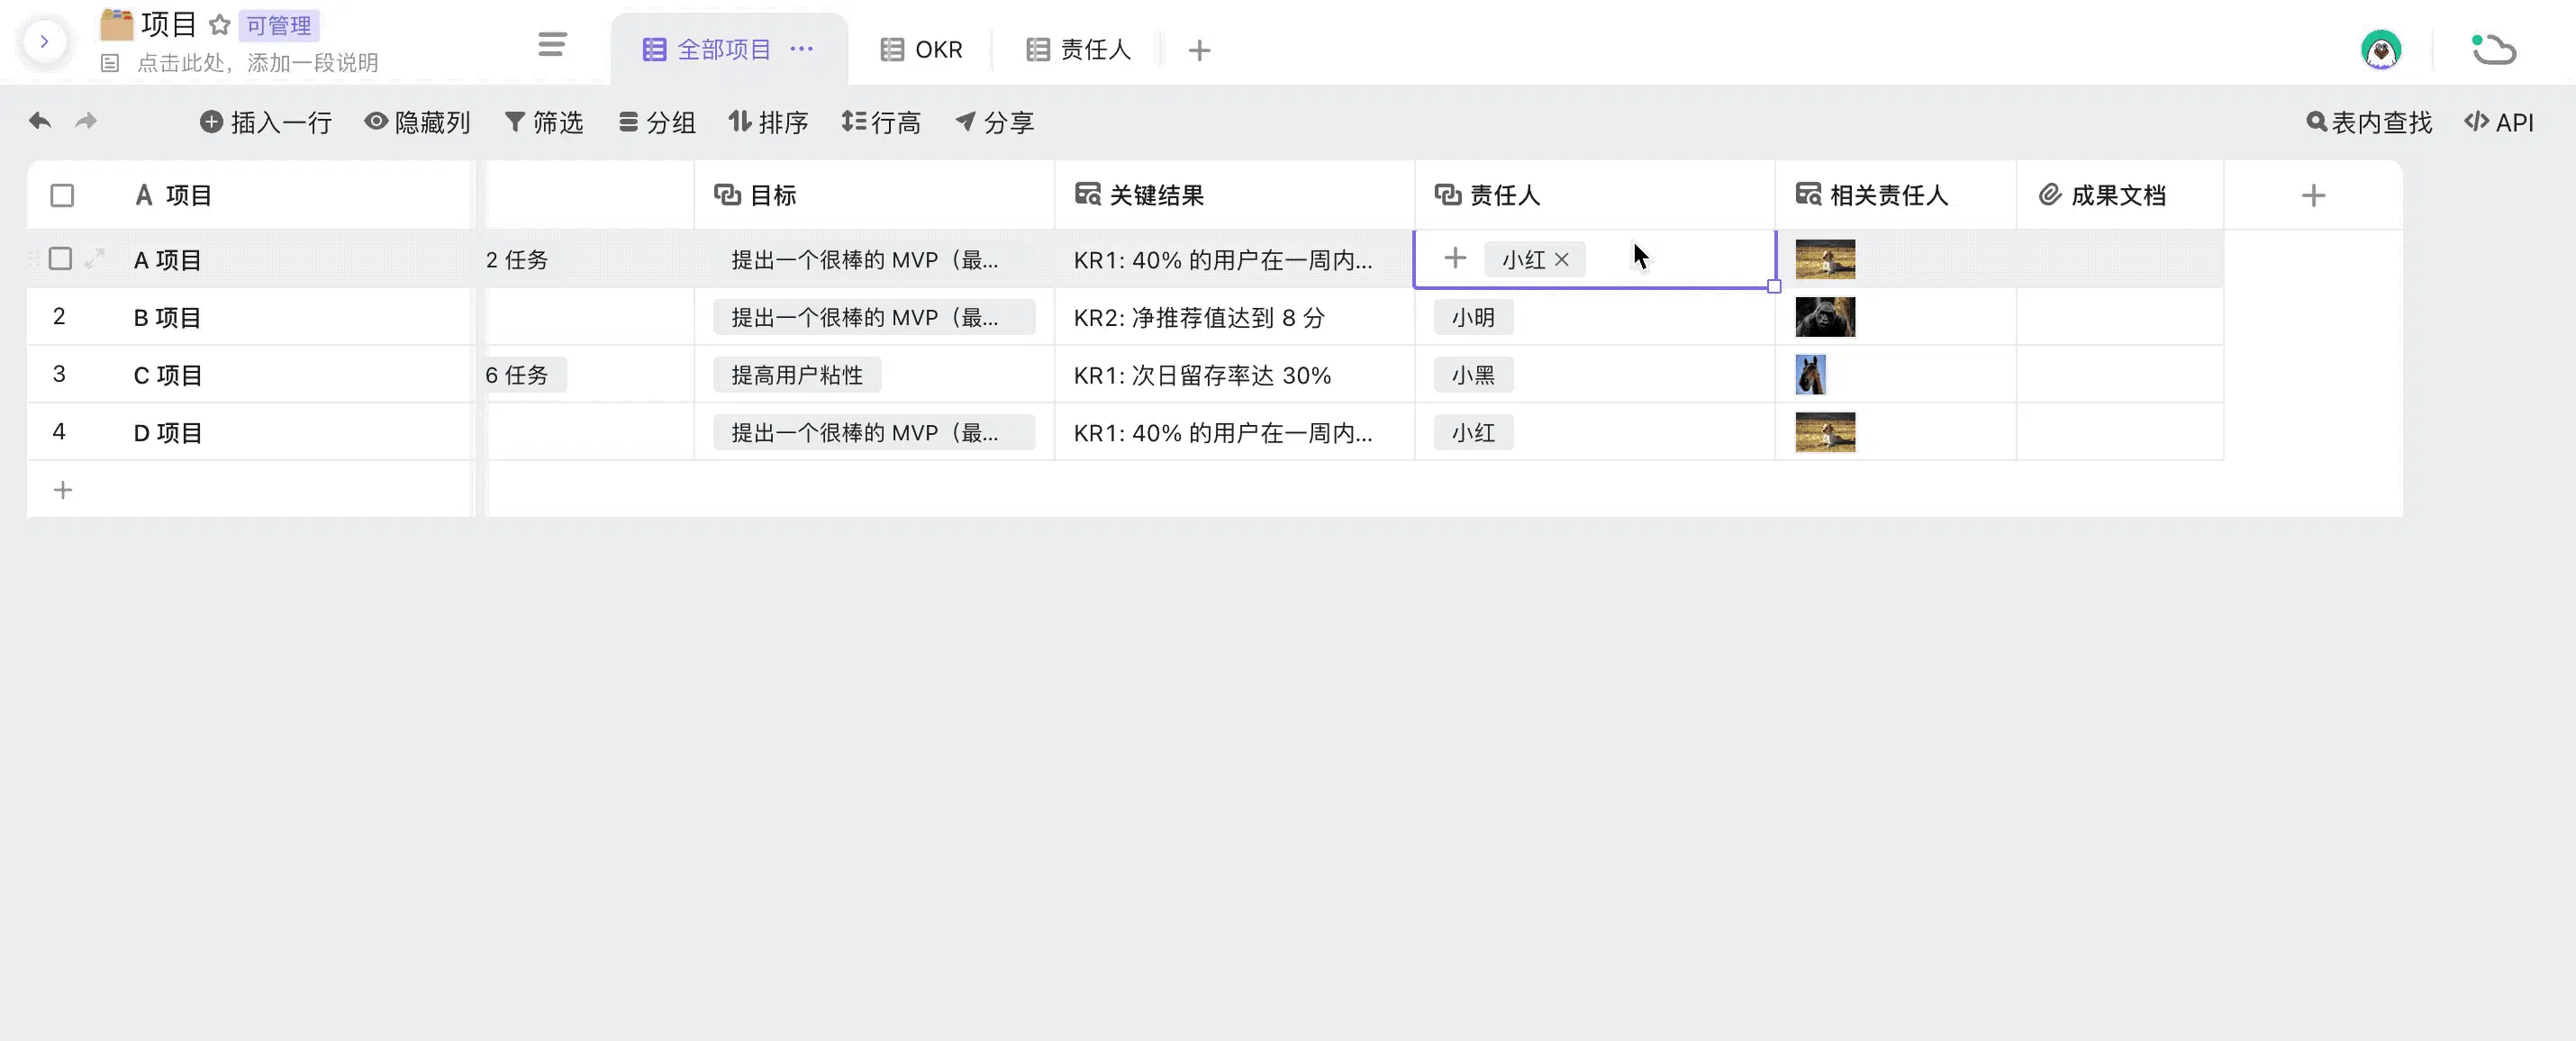 项目 可管理
点击此处，添加一段说明
全部项目 ··· OKR 责任人
插入一行 隐藏列 筛选 分组 排序 行高 分享 表内查找 API
项目 目标 关键结果 责任人 相关责任人 成果文档
A 项目 2 任务 提出一个很棒的 MVP（最... KR1: 40% 的用户在一周内... 小红
2 B 项目 提出一个很棒的 MVP（最... KR2: 净推荐值达到 8 分 小明
3 C 项目 6 任务 提高用户粘性 KR1: 次日留存率达 30% 小黑
4 D 项目 提出一个很棒的 MVP（最... KR1: 40% 的用户在一周内... 小红